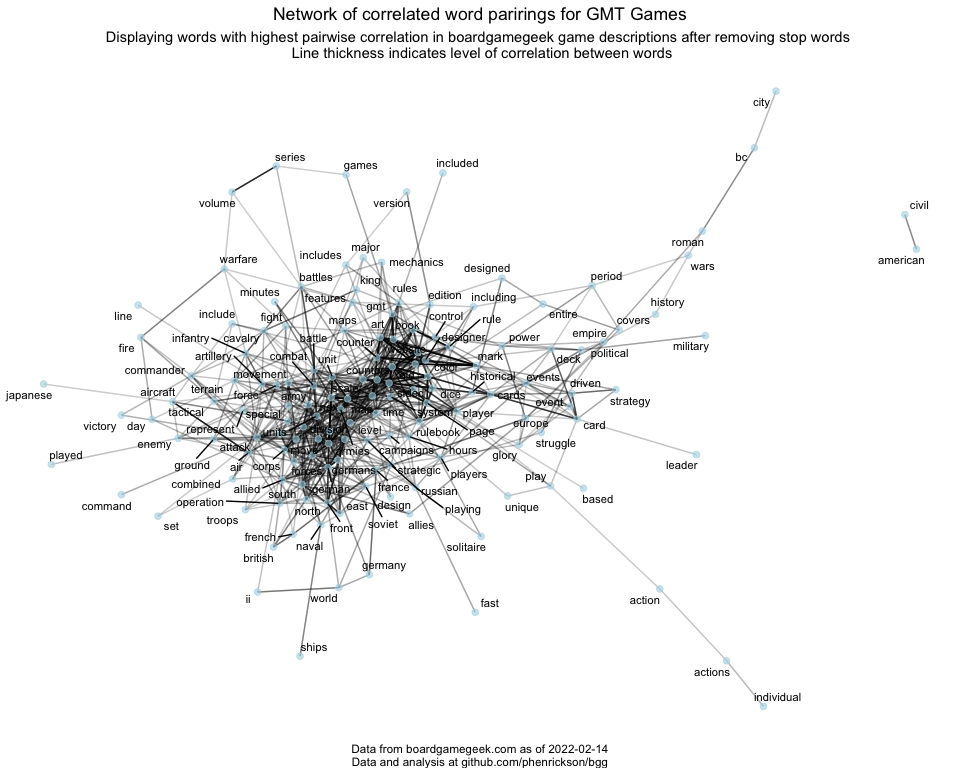 Network of correlated word parirings for GMT Games
Displaying words with highest pairwise correlation in boardgamegeek game descriptions after removing stop words
Line thickness indicates level of correlation between words
city
bc
series
games
included
volume
version
civil
american
roman
wars
warfare
includes
major
mechanics
designed
period
battles
king
minutes
features
rules
edition
including
history
gmt
entire
covers
line
include
fight
maps
art
book
control
rule
empire
military
infantry
cavalry
battle
counter
designer
power
political
fire
artillery
combat
unit
mark
deck
commander
movement
counters
color
historical
events
driven
japanese
aircraft
terrain
force
army
scale
dice
cards
event
strategy
tactical
special
time
system
player
victory
day
represent
units
division
level
rulebook
page
europe
card
enemy
attack
armies
campaigns
hours
glory
struggle
played
ground
air
corps
forces
germans
strategic
players
leader
combined
allied
south
german
france
russian
play
command
operation
north
east
design
playing
unique
based
set
troops
front
soviet
allies
french
naval
solitaire
british
germany
ii
world
fast
action
ships
actions
individual
Data from boardgamegeek.com as of 2022-02-14
Data and analysis at github.com/phenrickson/bgg